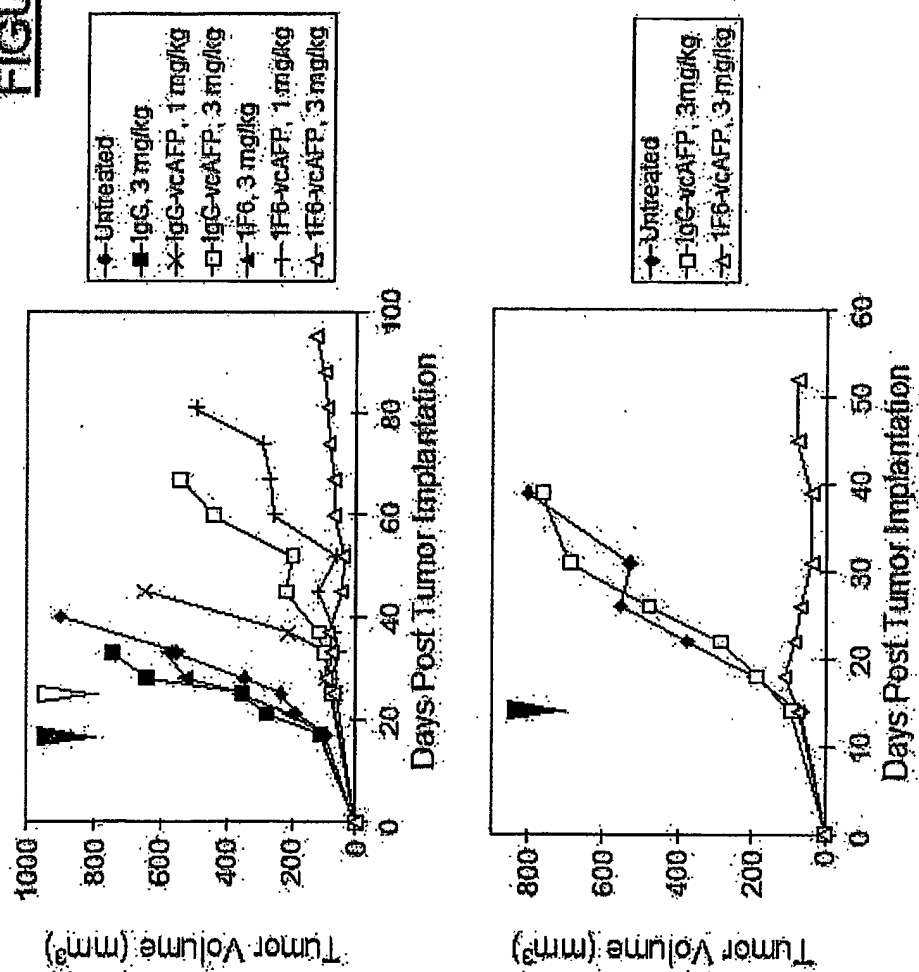 FIGU
1000
800
600
400
200
0
Tumor Volume (mm³)
0
20
40
60
80
100
Days Post Tumor Implantation
Untreated
IgG, 3 mg/kg
IgG-vcAFP, 1 mg/kg
IgG-vcAFP, 3 mg/kg
1F6, 3 mg/kg
1F6-vcAFP, 1 mg/kg
1F6-vcAFP, 3 mg/kg
800
600
400
200
0
Tumor Volume (mm³)
0
10
20
30
40
50
60
Days Post Tumor Implantation
Untreated
IgG-vcAFP, 3mg/kg
1F6-vcAFP, 3 mg/kg